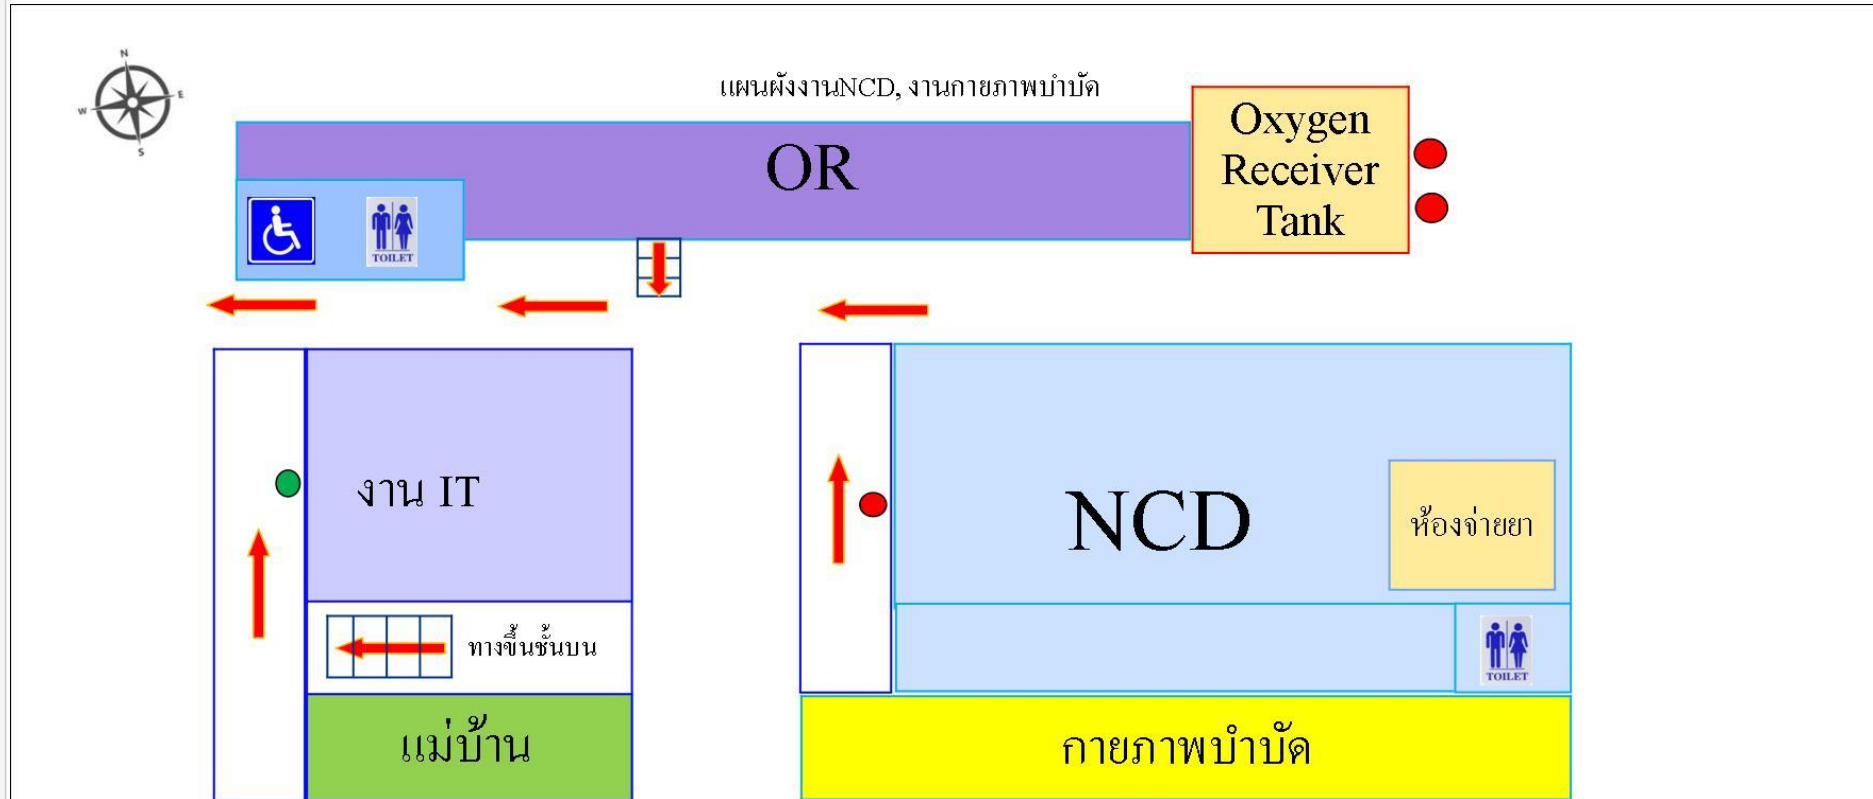 N
E
W
S
แผนผังงานNCD, งานกายภาพบำบัด
OR
Oxygen
Receiver
Tank
TOILET
งาน IT
NCD
ห้องจ่ายยา
ทางขึ้นชั้นบน
TOILET
แม่บ้าน
กายภาพบำบัด